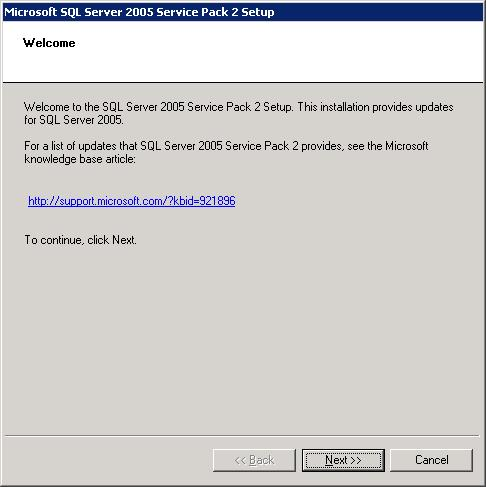 Microsoft SQL Server 2005 Service Pack 2 Setup
Welcome
Welcome to the SQL Server 2005 Service Pack 2 Setup. This installation provides updates
for SQL Server 2005.
For a list of updates that SQL Server 2005 Service Pack 2 provides, see the Microsoft
knowledge base article:
http://support.microsoft.com/?kbid=921896
To continue, click Next.
<< Back
Next >>
Cancel